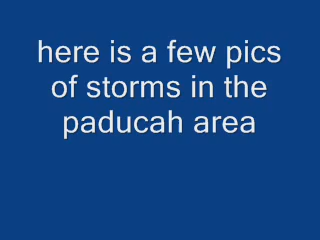 here is a few pics
of storms in the
paducah area